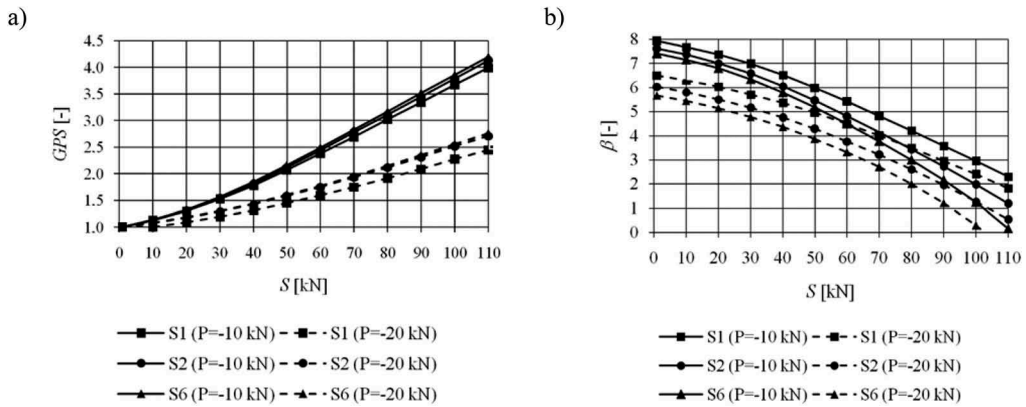 a)
4.5
4.0
3.5
3.0
2.5
2.0
1.5
1.0
GPS [-]
0 10 20 30 40 50 60 70 80 90 100 110
S [kN]
S1 (P=-10 kN) S1 (P=-20 kN)
S2 (P=-10 kN) S2 (P=-20 kN)
S6 (P=-10 kN) S6 (P=-20 kN)
b)
8
7
6
5
4
3
2
1
0
β [-]
0 10 20 30 40 50 60 70 80 90 100 110
S [kN]
S1 (P=-10 kN) S1 (P=-20 kN)
S2 (P=-10 kN) S2 (P=-20 kN)
S6 (P=-10 kN) S6 (P=-20 kN)